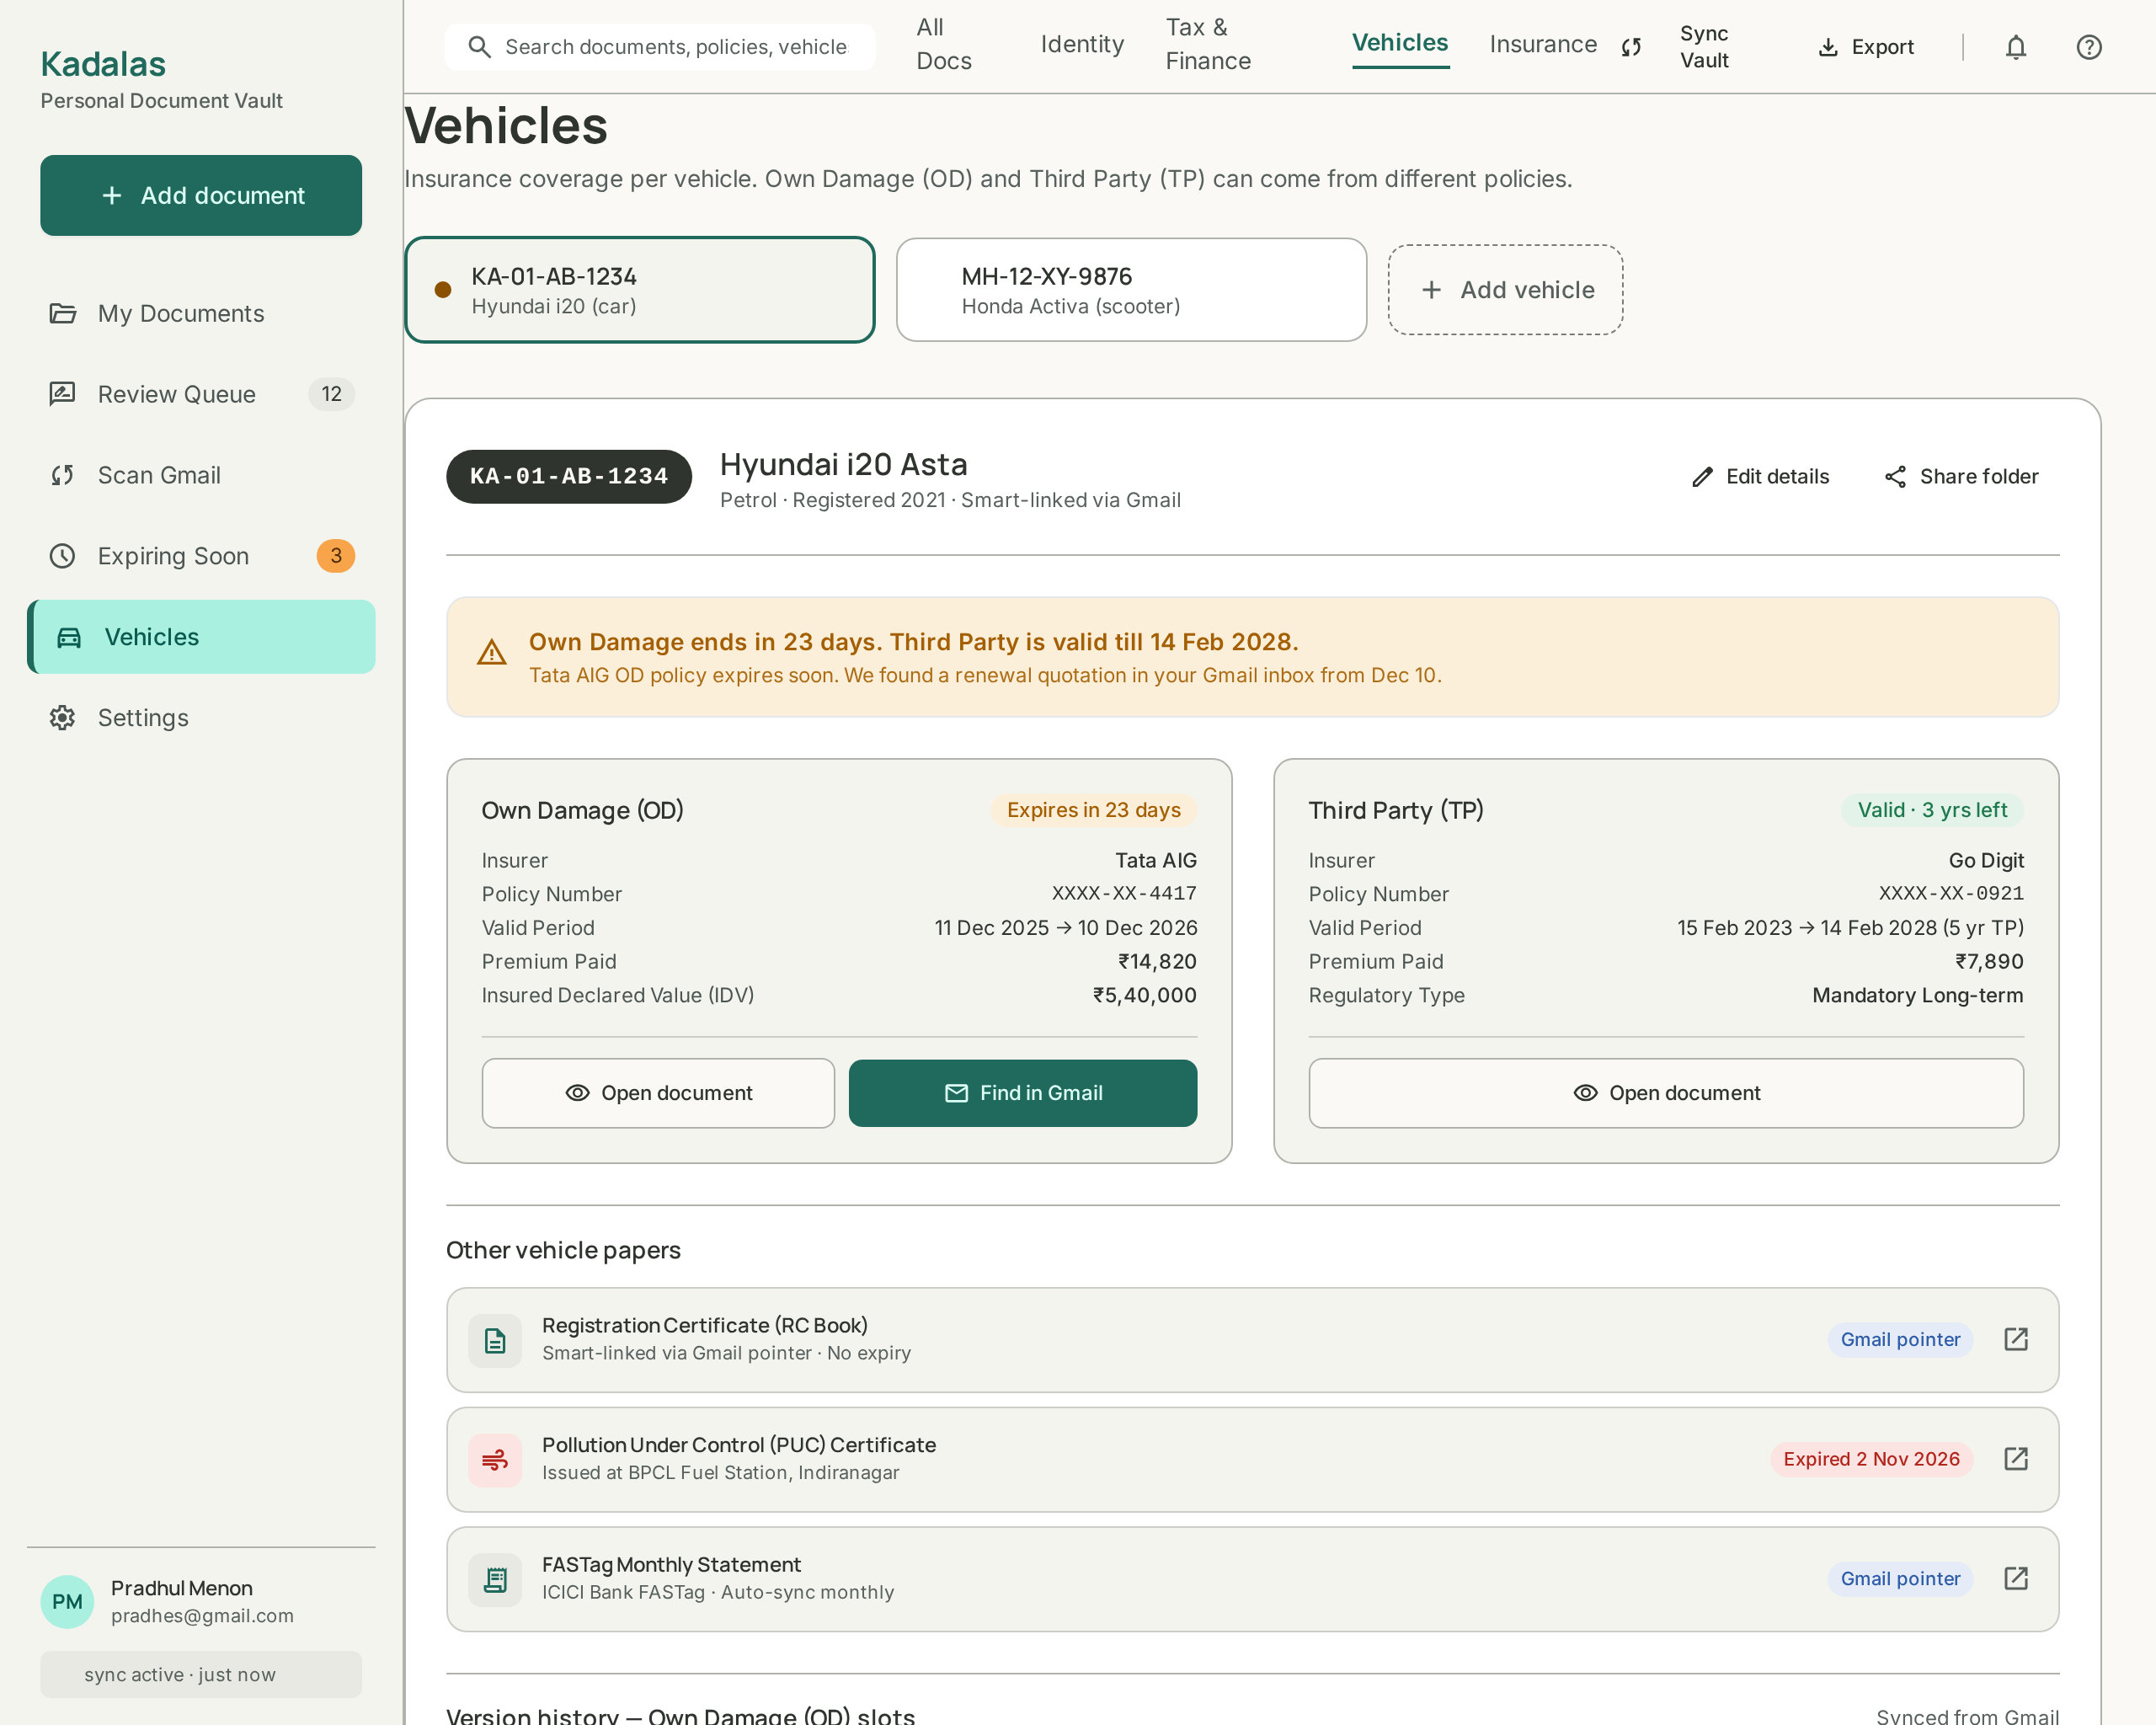 Kadalas
Personal Document Vault
Add document
My Documents
Review Queue
12
Scan Gmail
Expiring Soon
3
Vehicles
Settings
PM
Pradhul Menon
pradhes@gmail.com
sync active · just now
Search documents, policies, vehicle
All
Docs
Identity
Tax &
Finance
Vehicles
Insurance
Sync
Vault
Export
Vehicles
Insurance coverage per vehicle. Own Damage (OD) and Third Party (TP) can come from different policies.
KA-01-AB-1234
Hyundai i20 (car)
MH-12-XY-9876
Honda Activa (scooter)
Add vehicle
KA-01-AB-1234
Hyundai i20 Asta
Petrol · Registered 2021 · Smart-linked via Gmail
Edit details
Share folder
Own Damage ends in 23 days. Third Party is valid till 14 Feb 2028.
Tata AIG OD policy expires soon. We found a renewal quotation in your Gmail inbox from Dec 10.
Own Damage (OD)
Expires in 23 days
Insurer
Tata AIG
Policy Number
XXXX-XX-4417
Valid Period
11 Dec 2025 → 10 Dec 2026
Premium Paid
₹14,820
Insured Declared Value (IDV)
₹5,40,000
Open document
Find in Gmail
Third Party (TP)
Valid · 3 yrs left
Insurer
Go Digit
Policy Number
XXXX-XX-0921
Valid Period
15 Feb 2023 → 14 Feb 2028 (5 yr TP)
Premium Paid
₹7,890
Regulatory Type
Mandatory Long-term
Open document
Other vehicle papers
Registration Certificate (RC Book)
Smart-linked via Gmail pointer · No expiry
Gmail pointer
Pollution Under Control (PUC) Certificate
Issued at BPCL Fuel Station, Indiranagar
Expired 2 Nov 2026
FASTag Monthly Statement
ICICI Bank FASTag · Auto-sync monthly
Gmail pointer
Version history — Own Damage (OD) slots
Synced from Gmail